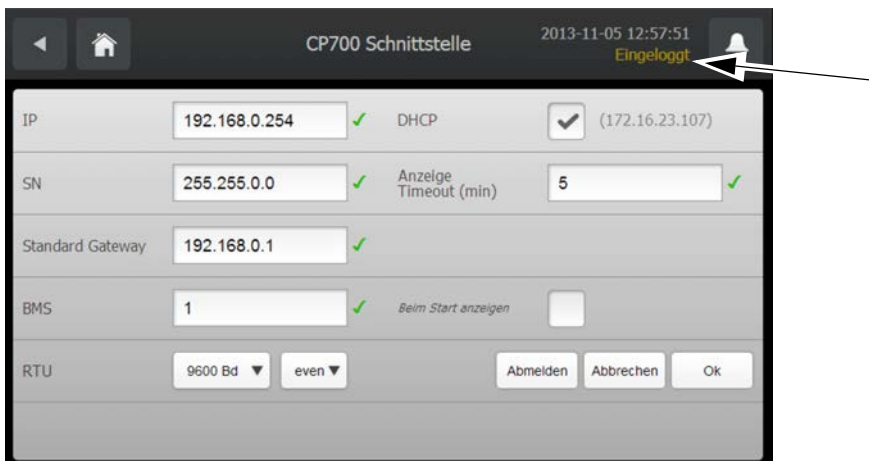 CP700 Schnittstelle
2013-11-05 12:57:51
Eingeloggt
IP
192.168.0.254
DHCP
(172.16.23.107)
SN
255.255.0.0
Anzeige
Timeout (min)
5
Standard Gateway
192.168.0.1
BMS
1
Beim Start anzeigen
RTU
9600 Bd
even
Abmelden
Abbrechen
Ok